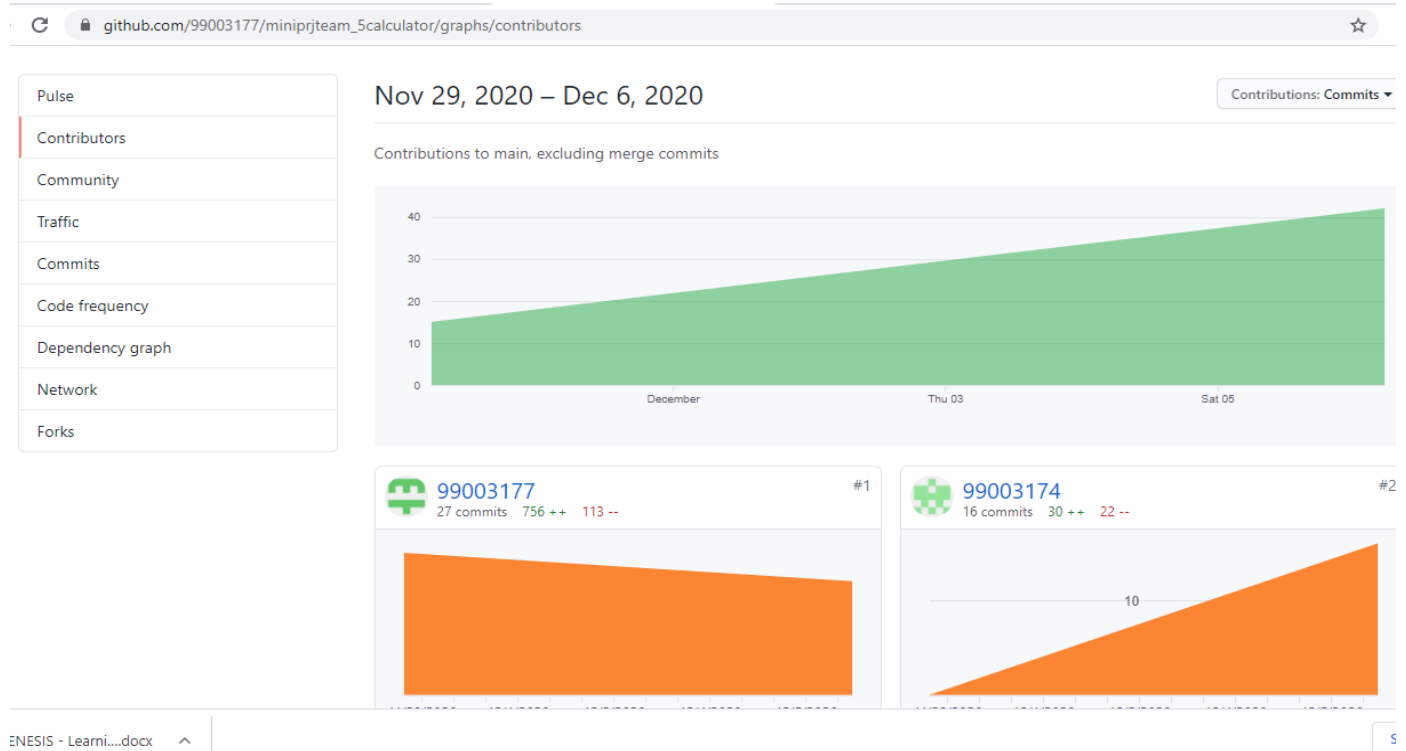 github.com/99003177/miniprjteam_5calculator/graphs/contributors
Pulse
Contributors
Community
Traffic
Commits
Code frequency
Dependency graph
Network
Forks
Nov 29, 2020 – Dec 6, 2020
Contributions: Commits
Contributions to main, excluding merge commits
40
30
20
10
0
December
Thu 03
Sat 05
99003177
#1
27 commits 756 ++ 113 --
99003174
#2
16 commits 30 ++ 22 --
10
ENESIS - Learni....docx